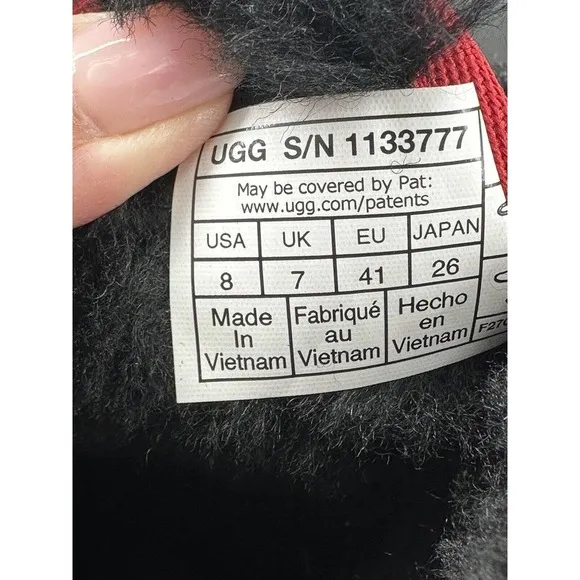 UGG S/N 1133777
May be covered by Pat:
www.ugg.com/patents
USA UK EU JAPAN
8 7 41 26
Made In Vietnam
Fabriqué au Vietnam
Hecho en Vietnam